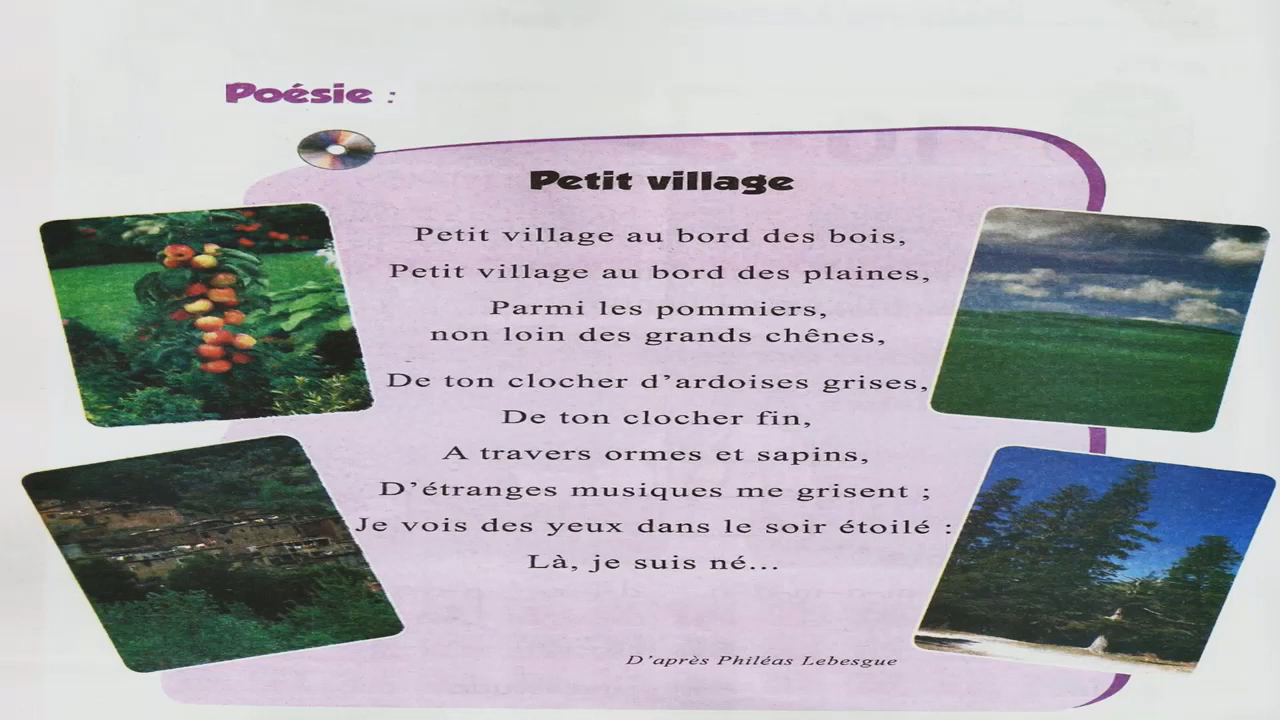 Poésie :
Petit village
Petit village au bord des bois,
Petit village au bord des plaines,
Parmi les pommiers,
non loin des grands chênes,
De ton clocher d'ardoises grises,
De ton clocher fin,
A travers ormes et sapins,
D'étranges musiques me grisent ;
Je vois des yeux dans le soir étoilé :
Là, je suis né...
D'après Philéas Lebesgue